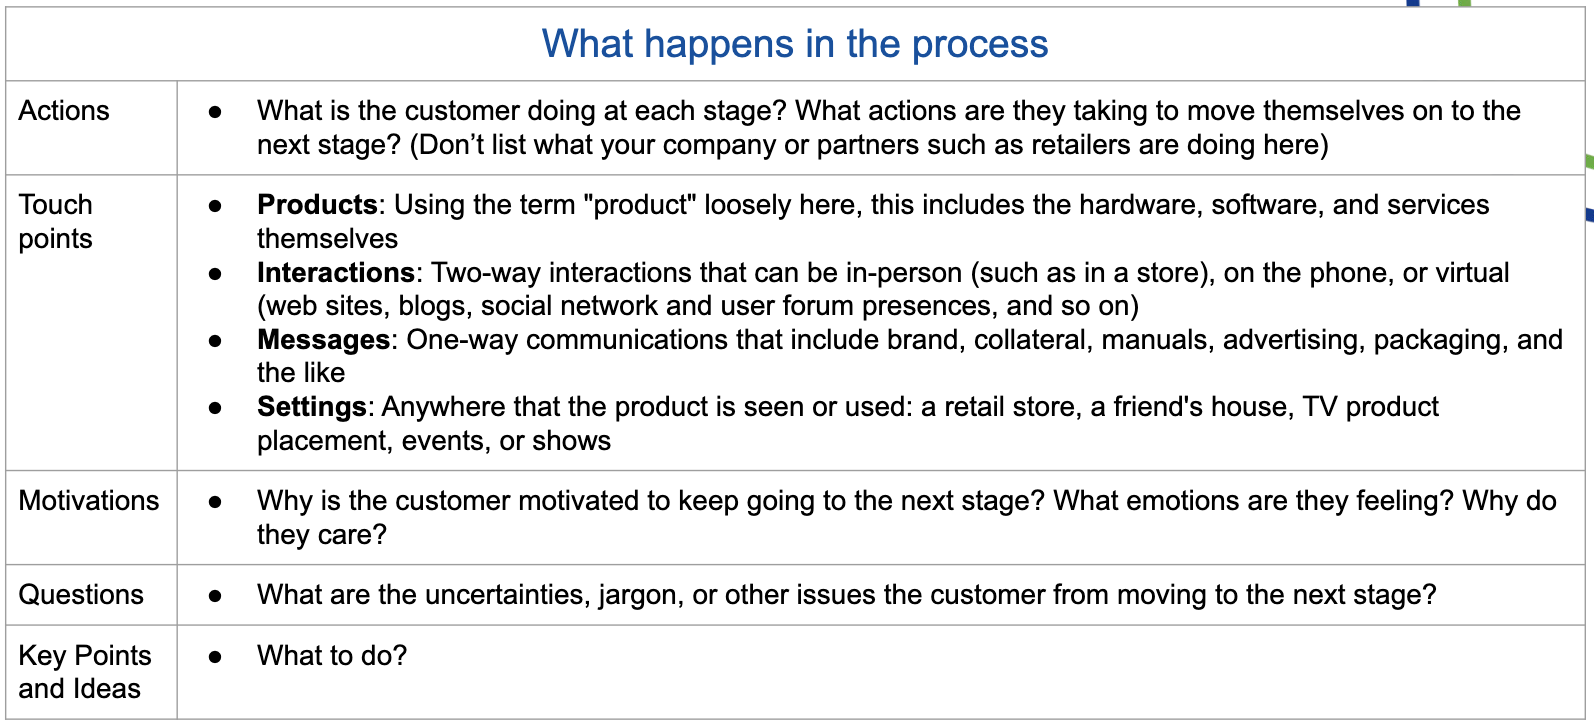 What happens in the process
Actions
● What is the customer doing at each stage? What actions are they taking to move themselves on to the
next stage? (Don’t list what your company or partners such as retailers are doing here)
Touch
points
● Products: Using the term "product" loosely here, this includes the hardware, software, and services
themselves
● Interactions: Two-way interactions that can be in-person (such as in a store), on the phone, or virtual
(web sites, blogs, social network and user forum presences, and so on)
● Messages: One-way communications that include brand, collateral, manuals, advertising, packaging, and
the like
● Settings: Anywhere that the product is seen or used: a retail store, a friend's house, TV product
placement, events, or shows
Motivations
● Why is the customer motivated to keep going to the next stage? What emotions are they feeling? Why do
they care?
Questions
● What are the uncertainties, jargon, or other issues the customer from moving to the next stage?
Key Points
and Ideas
● What to do?